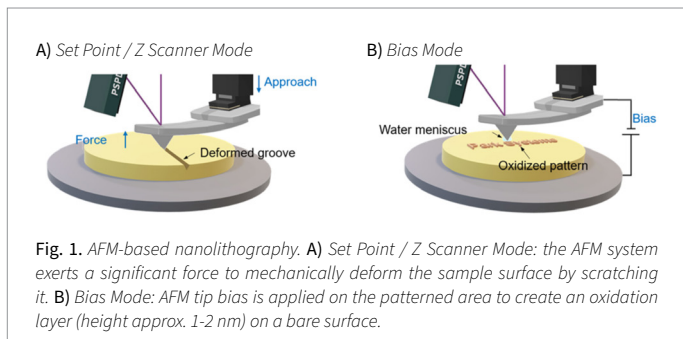 A) Set Point / Z Scanner Mode
B) Bias Mode
PSPD
Approach
Force
Deformed groove
PSPD
Water meniscus
Bias
Park Systems
Oxidized pattern
Fig. 1. AFM-based nanolithography. A) Set Point / Z Scanner Mode: the AFM system
exerts a significant force to mechanically deform the sample surface by scratching
it. B) Bias Mode: AFM tip bias is applied on the patterned area to create an oxidation
layer (height approx. 1-2 nm) on a bare surface.